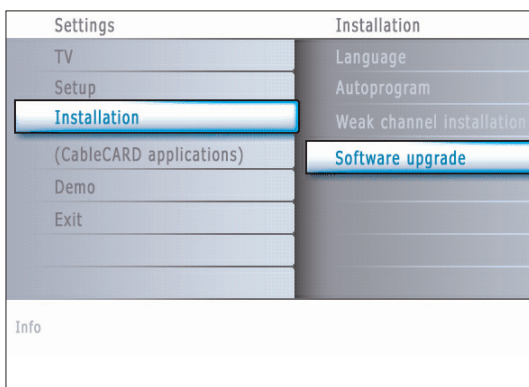 Settings
TV
Setup
Installation
(CableCARD applications)
Demo
Exit
Installation
Language
Autoprogram
Weak channel installation
Software upgrade
Info